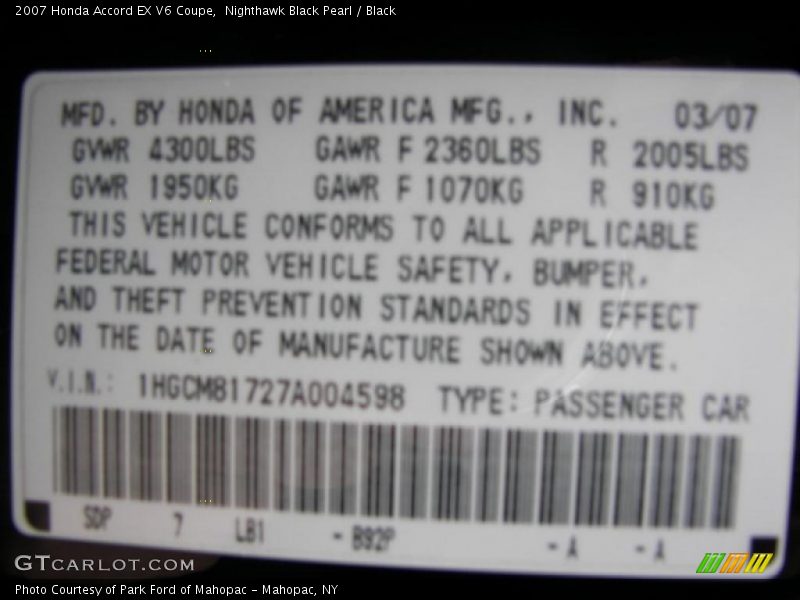 2007 Honda Accord EX V6 Coupe,  Nighthawk Black Pearl / Black
MFD. BY HONDA OF AMERICA MFG., INC. 03/07
GVWR 4300LBS GAWR F 2360LBS R 2005LBS
GVWR 1950KG GAWR F 1070KG R 910KG
THIS VEHICLE CONFORMS TO ALL APPLICABLE
FEDERAL MOTOR VEHICLE SAFETY, BUMPER,
AND THEFT PREVENTION STANDARDS IN EFFECT
ON THE DATE OF MANUFACTURE SHOWN ABOVE.
V.I.N.: 1HGCM81727A004598 TYPE: PASSENGER CAR
SDP 7 LB1 - B92P - A - A
GTCARLOT.COM
Photo Courtesy of Park Ford of Mahopac - Mahopac, NY